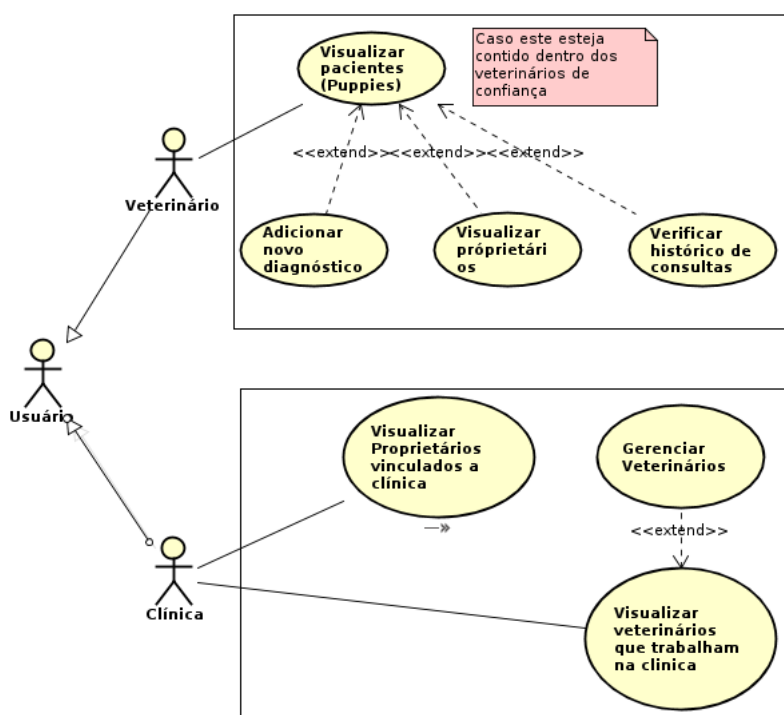 Visualizar
pacientes
(Puppies)
Caso este esteja
contido dentro dos
veterinários de
confiança
<<extend>>
<<extend>>
<<extend>>
Veterinário
Adicionar
novo
diagnóstico
Visualizar
próprietári
os
Verificar
histórico de
consultas
Usuário
Visualizar
Proprietários
vinculados a
clínica
Gerenciar
Veterinários
<<extend>>
Clínica
Visualizar
veterinários
que trabalham
na clinica